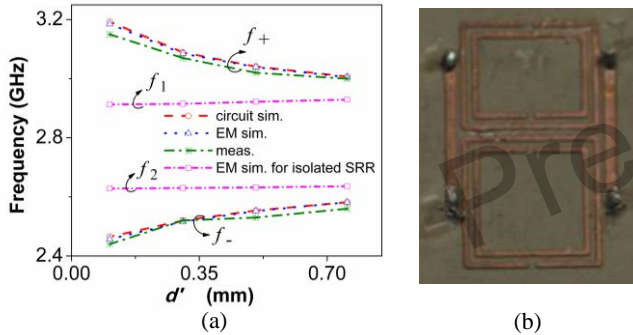 3.2
2.8
2.4
Frequency (GHz)
f+
f1
circuit sim.
EM sim.
meas.
EM sim. for isolated SRR
f2
f-
0.00
0.35
0.70
d' (mm)
(a)
Pre
(b)